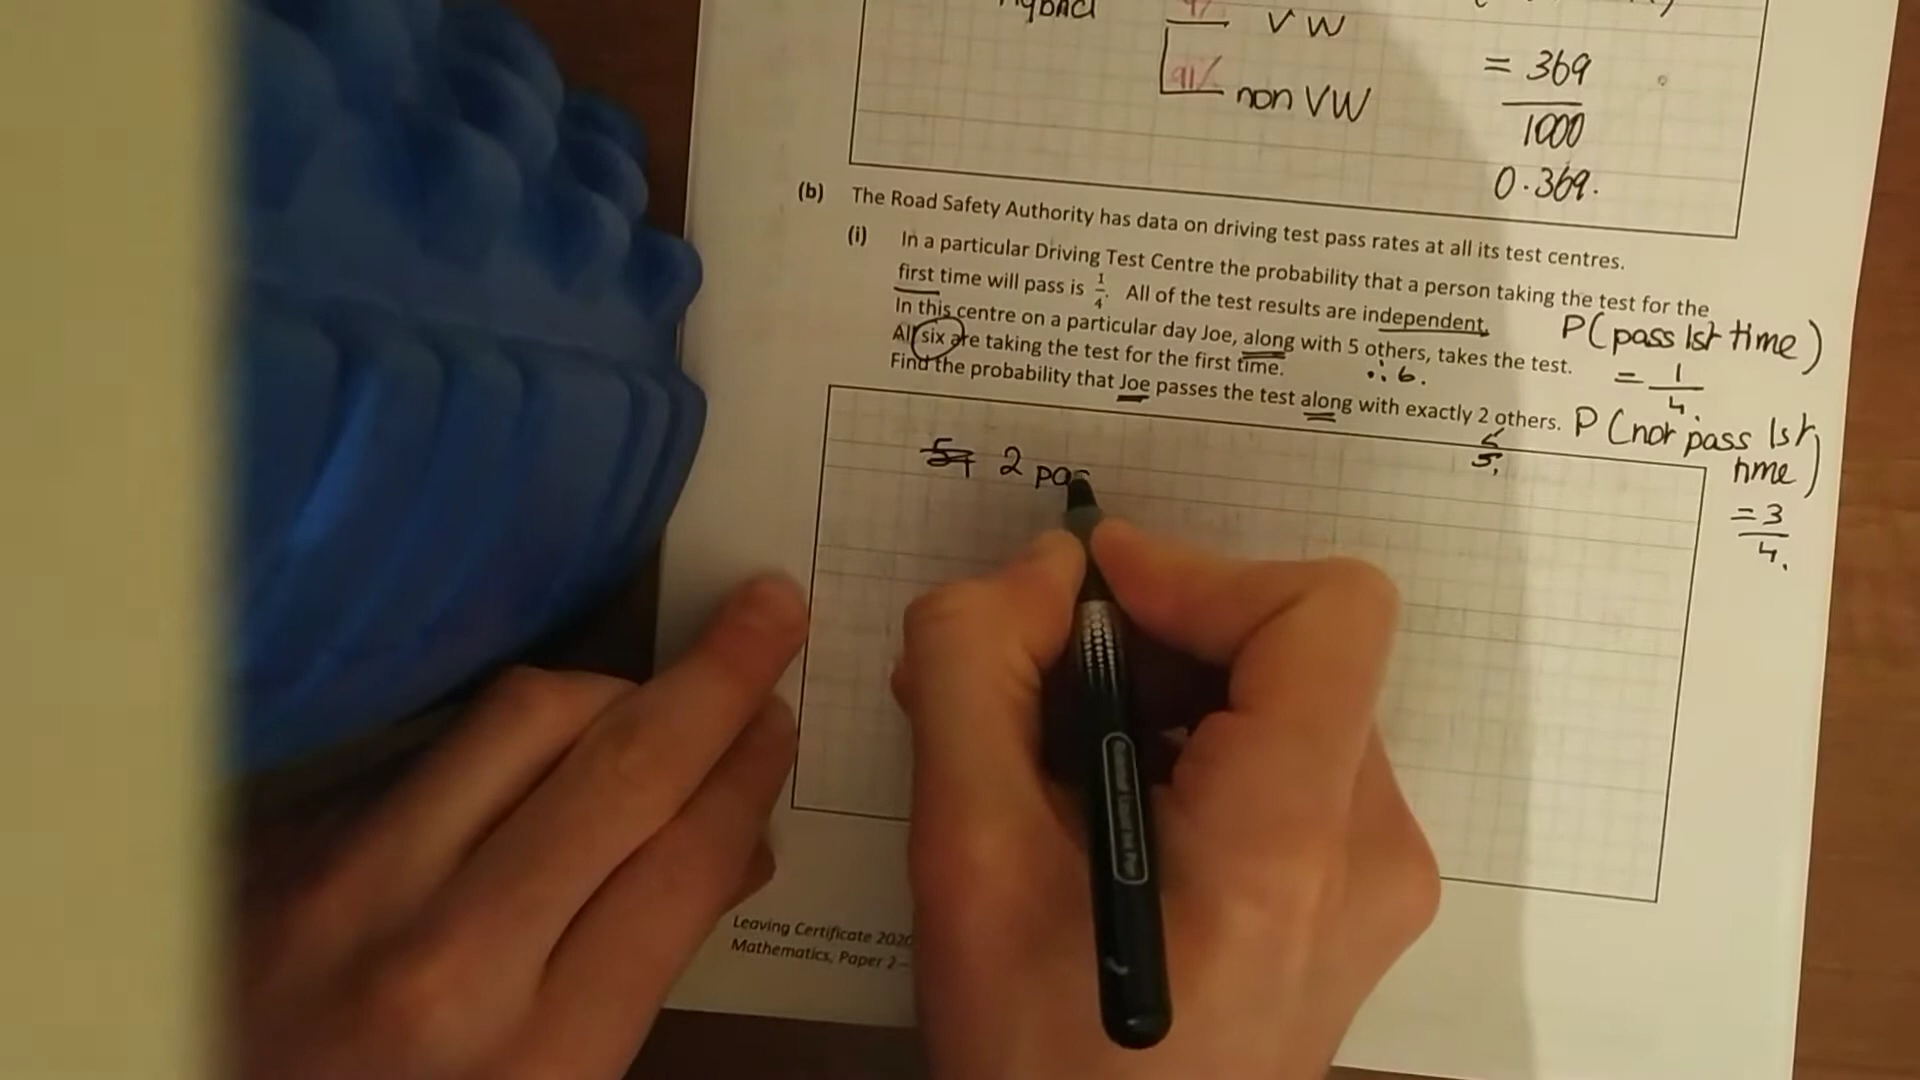 VW
91%
non VW
= 369
1000
0.369.
(b) The Road Safety Authority has data on driving test pass rates at all its test centres.
(i) In a particular Driving Test Centre the probability that a person taking the test for the
first time will pass is 1/4. All of the test results are independent.
In this centre on a particular day Joe, along with 5 others, takes the test.
All six are taking the test for the first time.
∴ 6.
Find the probability that Joe passes the test along with exactly 2 others.
P(pass 1st time)
= 1
4.
P(not pass 1st
time)
= 3
4.
5.
2 pas
Leaving Certificate 2020
Mathematics, Paper 2 –